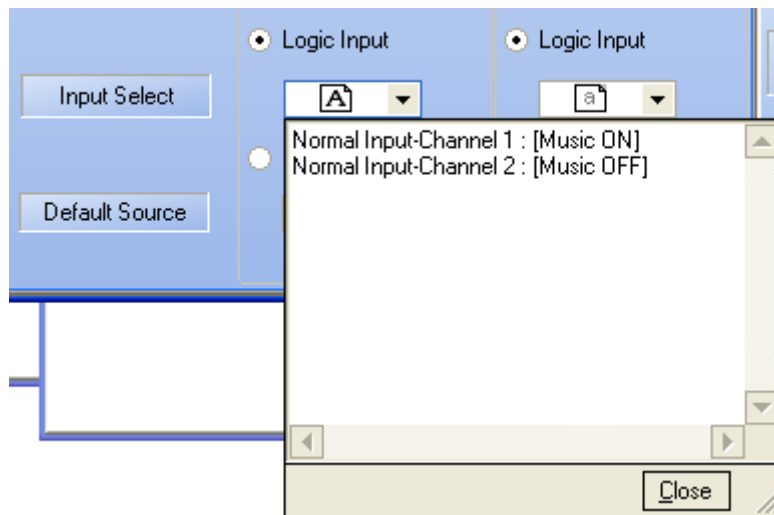 Logic Input
Logic Input
Input Select
A
a
Normal Input-Channel 1 : [Music ON]
Normal Input-Channel 2 : [Music OFF]
Default Source
Close